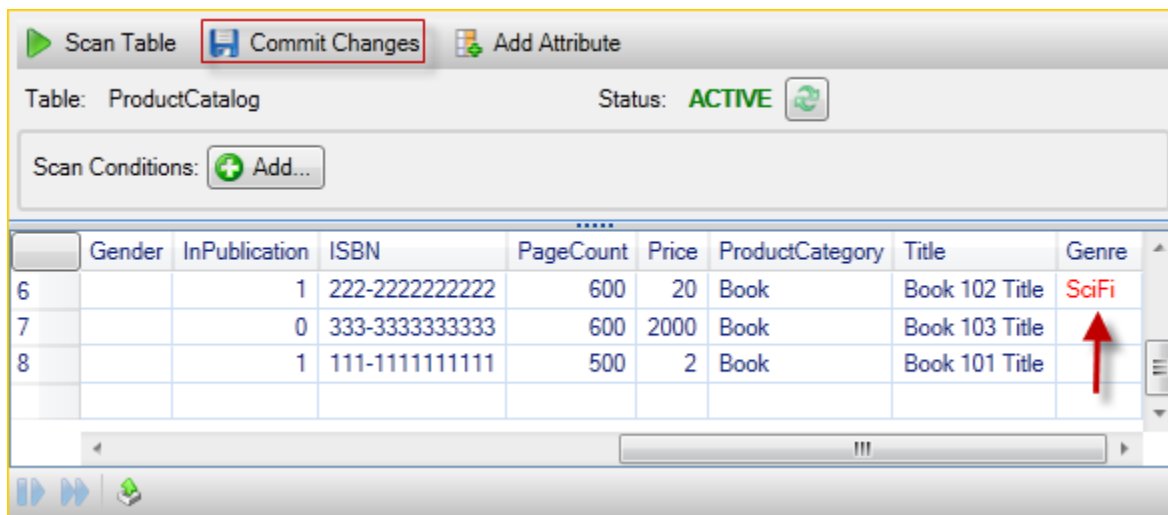 Scan Table Commit Changes Add Attribute
Table: ProductCatalog Status: ACTIVE
Scan Conditions: Add...
Gender InPublication ISBN PageCount Price ProductCategory Title Genre
6 1 222-2222222222 600 20 Book Book 102 Title SciFi
7 0 333-3333333333 600 2000 Book Book 103 Title
8 1 111-1111111111 500 2 Book Book 101 Title